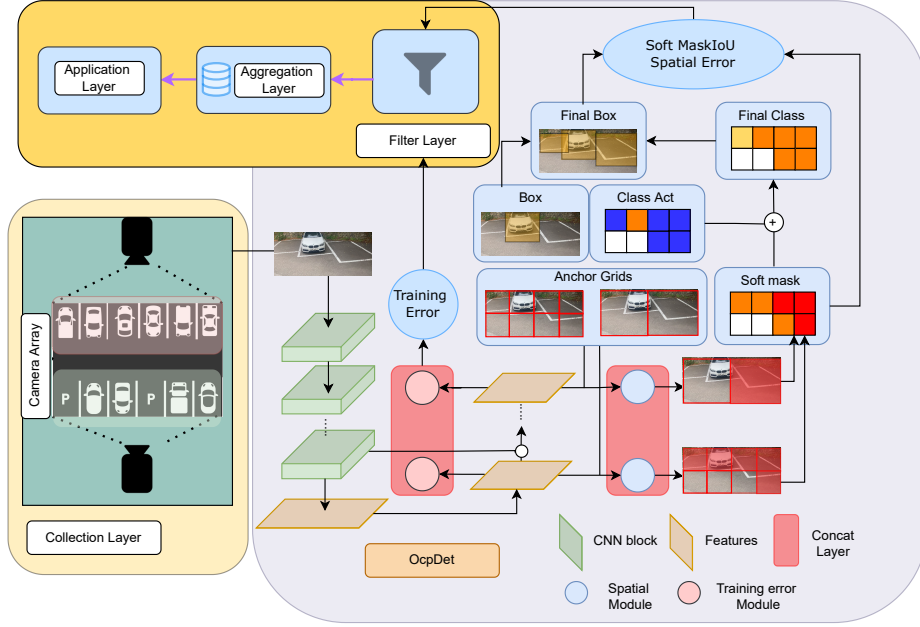 Soft MaskIoU
Spatial Error
Application
Layer
Aggregation
Layer
Filter Layer
Final Box
Final Class
Box
Class Act
+
Anchor Grids
Soft mask
Training
Error
Camera Array
P
P
Collection Layer
OcpDet
CNN block
Features
Concat
Layer
Spatial
Module
Training error
Module